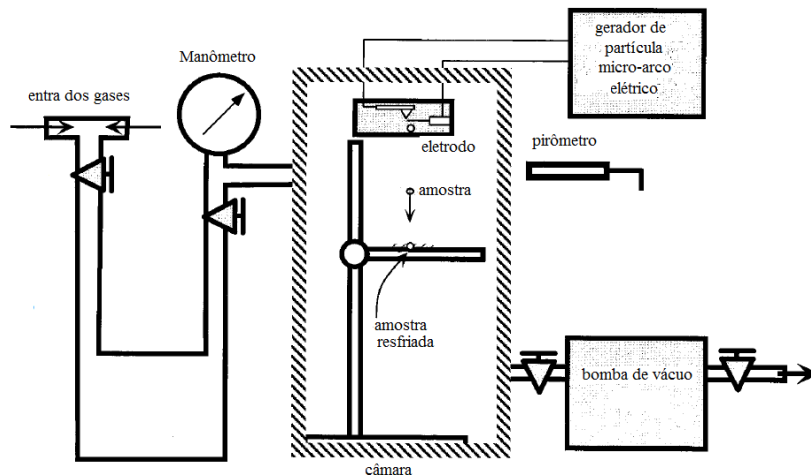 gerador de
partícula
micro-arco
elétrico
Manômetro
entra dos gases
eletrodo
pirômetro
amostra
amostra
resfriada
bomba de vácuo
câmara